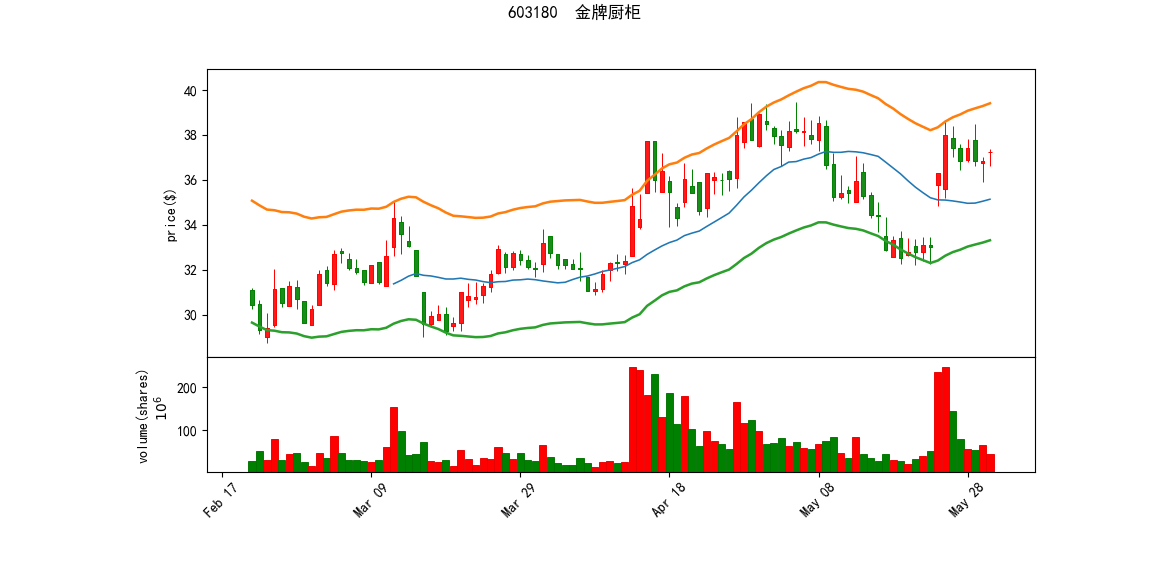 603180 金牌厨柜
price($)
40
38
36
34
32
30
volume(shares)
10^6
200
100
Feb 17
Mar 09
Mar 29
Apr 18
May 08
May 28